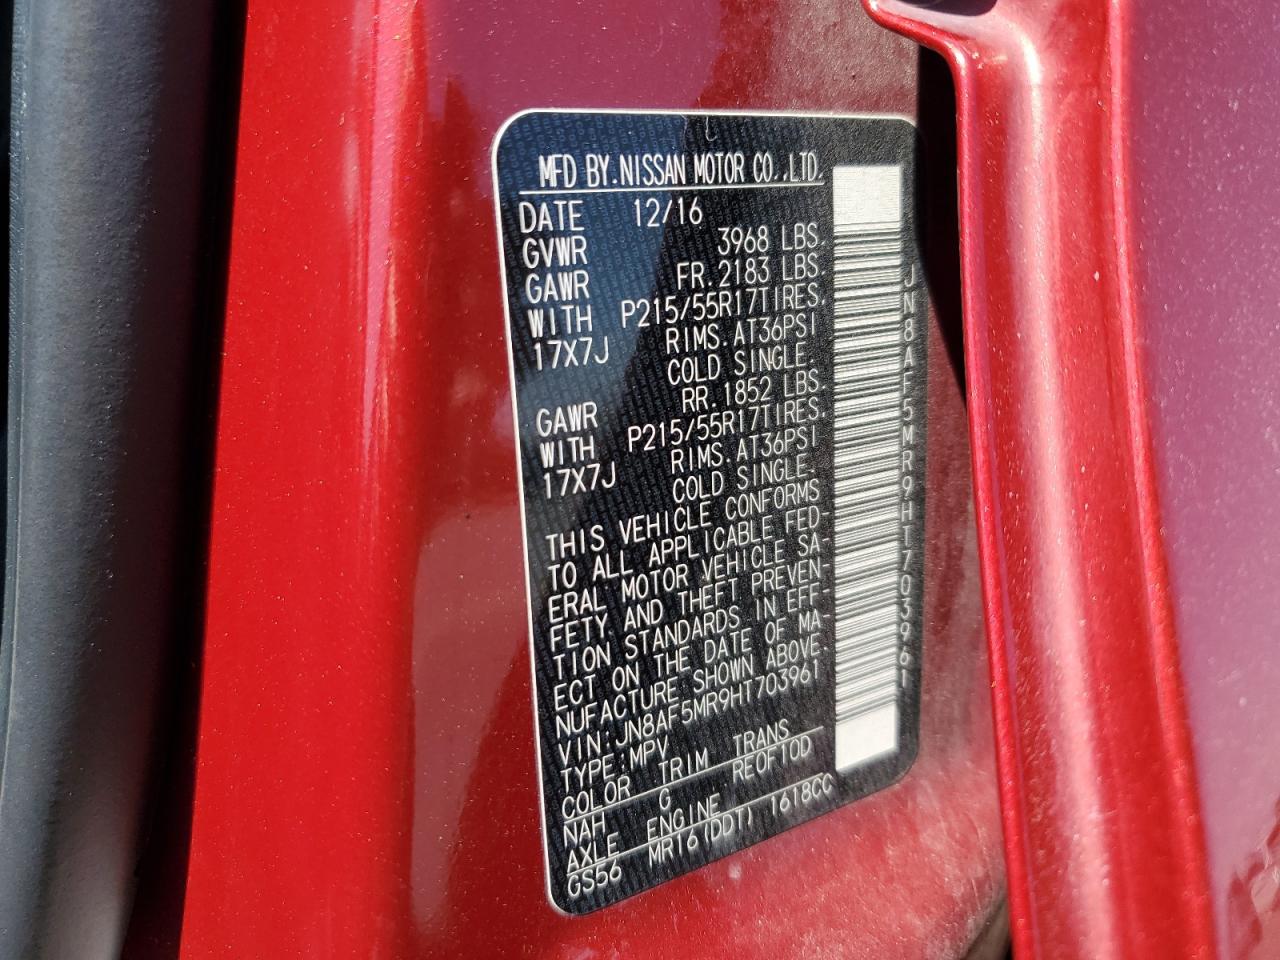 MFD BY.NISSAN MOTOR CO.,LTD.
DATE 12/16
GVWR 3968 LBS.
GAWR FR.2183 LBS.
WITH P215/55R17TIRES.
17X7J RIMS.AT36PSI
COLD SINGLE.
GAWR RR.1852 LBS.
WITH P215/55R17TIRES.
17X7J RIMS.AT36PSI
COLD SINGLE.
THIS VEHICLE CONFORMS
TO ALL APPLICABLE FED-
ERAL MOTOR VEHICLE SA-
FETY AND THEFT PREVEN-
TION STANDARDS IN EFF-
ECT ON THE DATE OF MA-
NUFACTURE SHOWN ABOVE.
VIN:JN8AF5MR9HT703961
TYPE:MPV
COLOR TRIM TRANS
NAH G RE0F10D
AXLE ENGINE
GS56 MR16(DDT) 1618CC
JN8AF5MR9HT703961